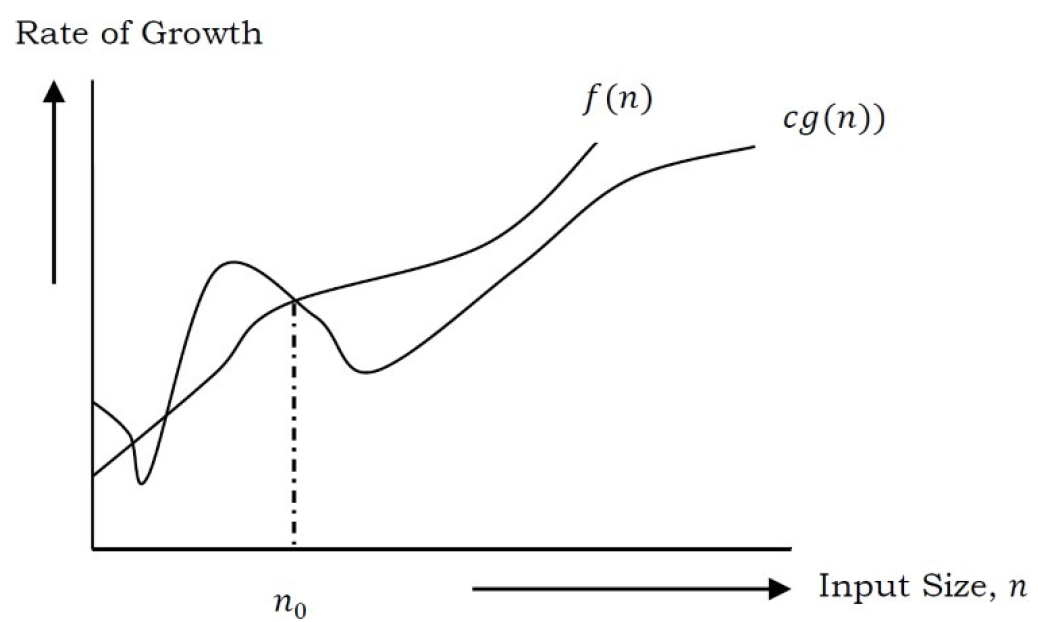 Rate of Growth
f(n)
cg(n))
n₀
Input Size, n